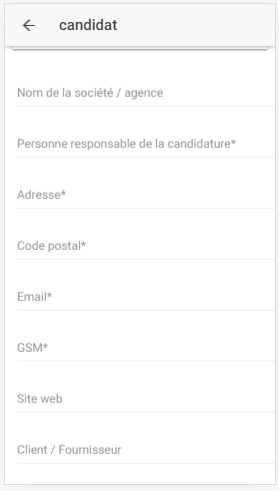 candidat
Nom de la société / agence
Personne responsable de la candidature*
Adresse*
Code postal*
Email*
GSM*
Site web
Client / Fournisseur